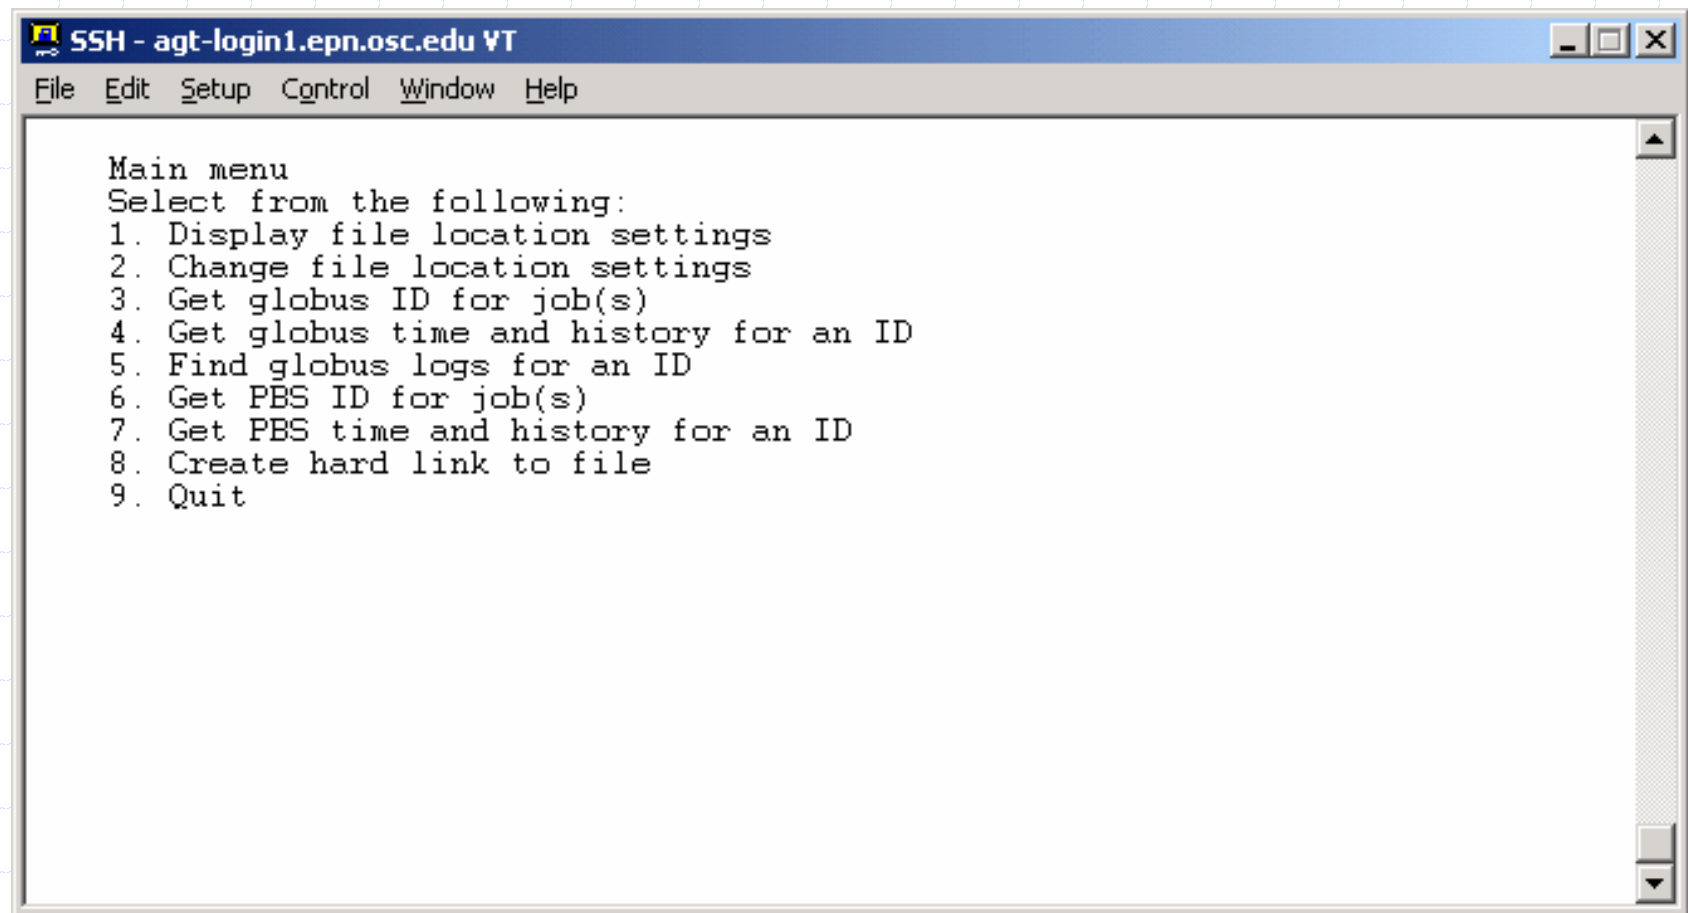 SSH - agt-login1.epn.osc.edu VT
File Edit Setup Control Window Help
Main menu
Select from the following:
1. Display file location settings
2. Change file location settings
3. Get globus ID for job(s)
4. Get globus time and history for an ID
5. Find globus logs for an ID
6. Get PBS ID for job(s)
7. Get PBS time and history for an ID
8. Create hard link to file
9. Quit